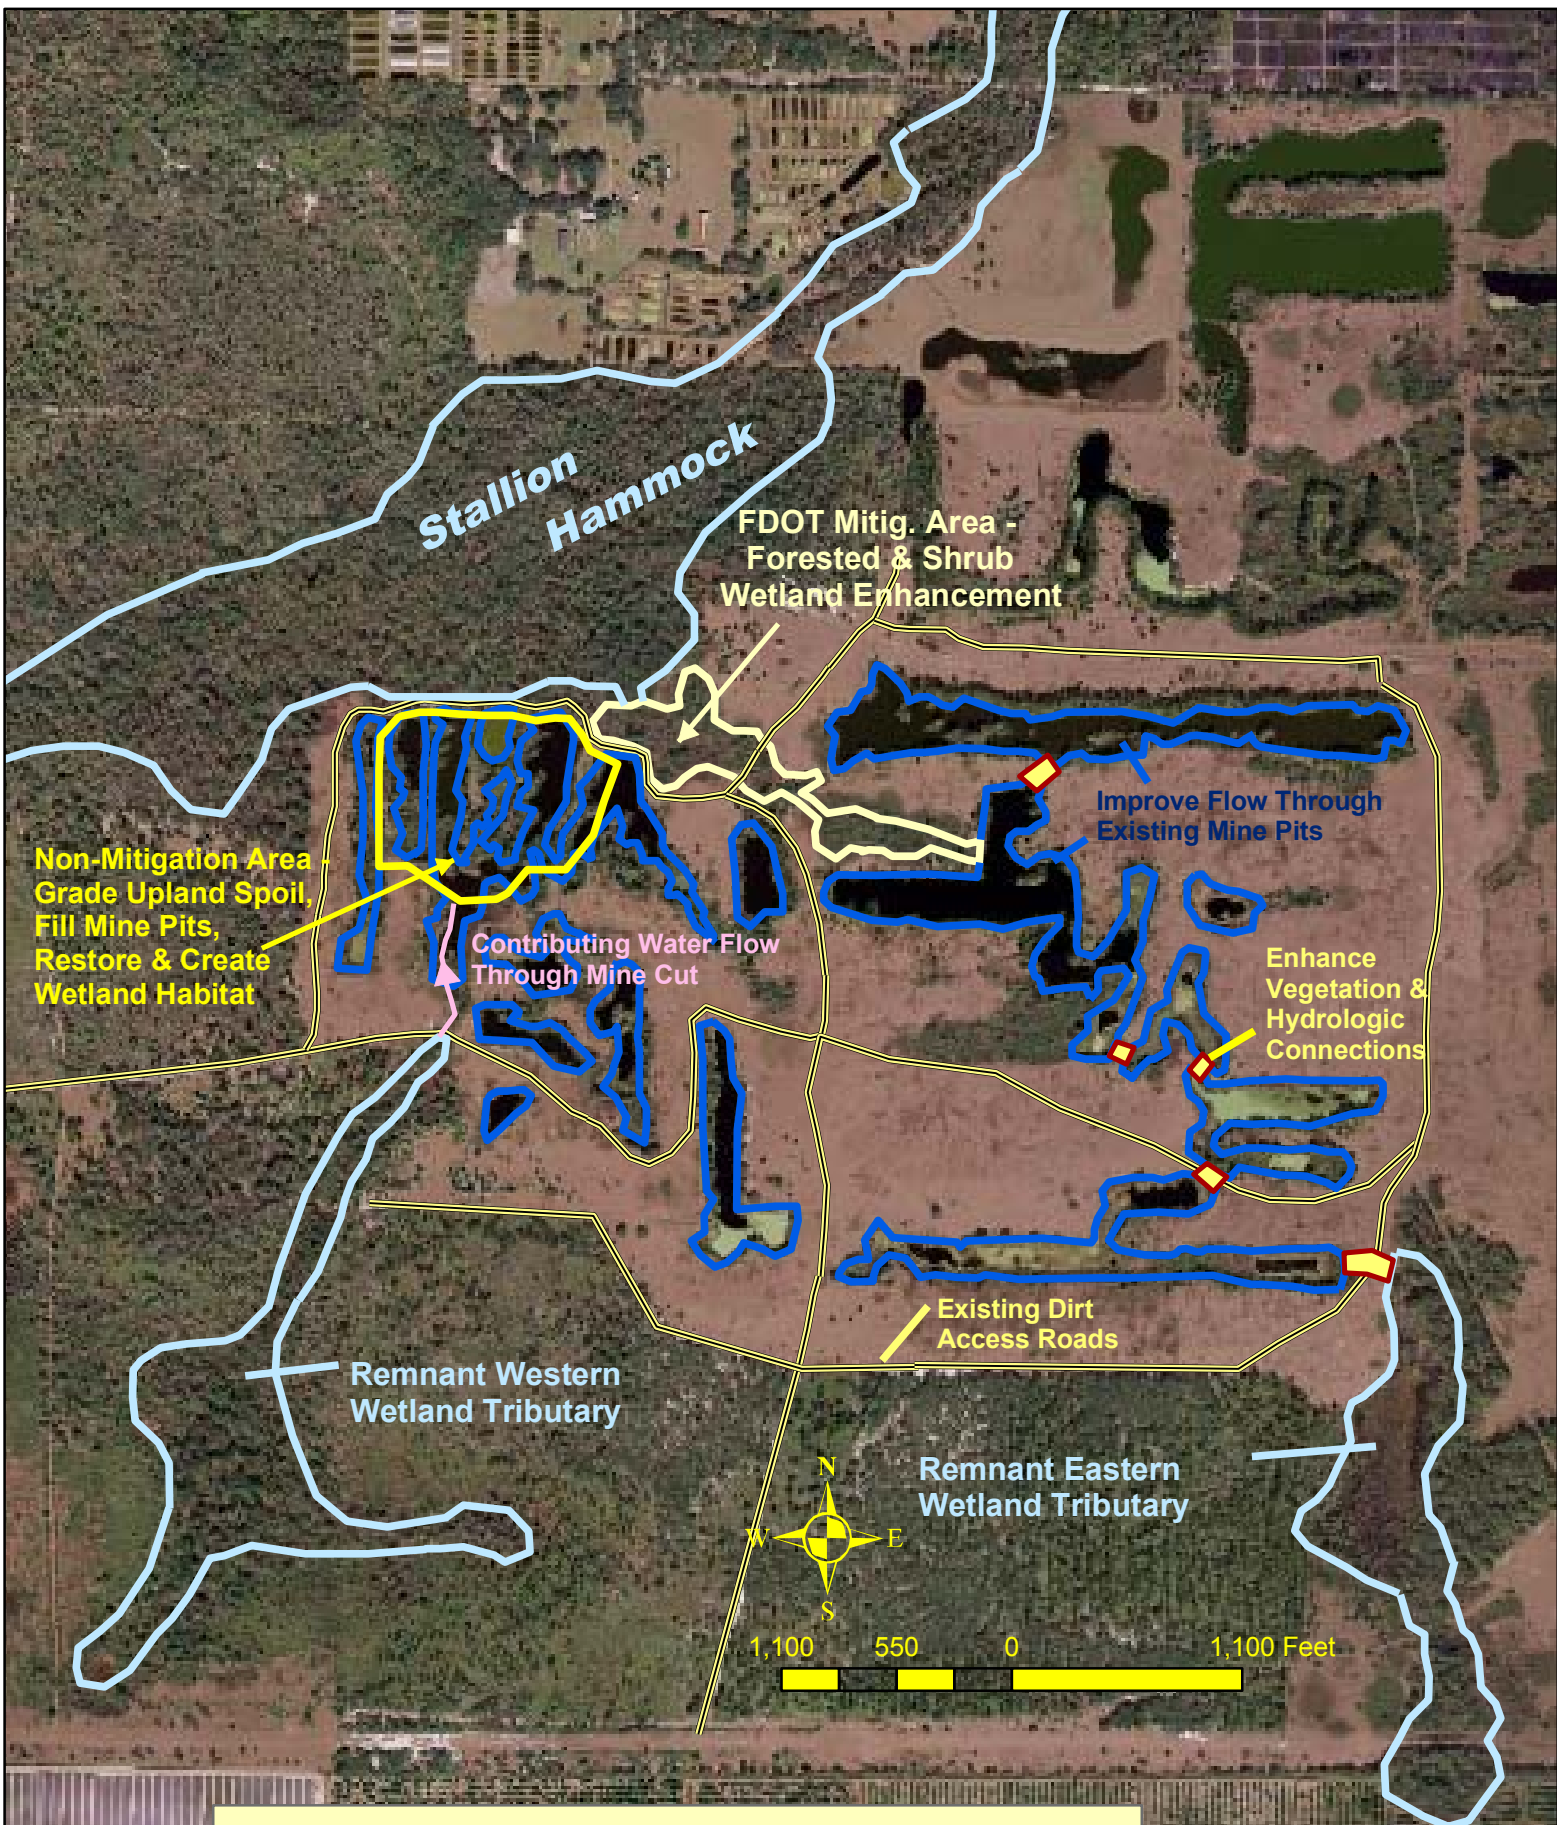 Stallion
Hammock
FDOT Mitig. Area -
Forested & Shrub
Wetland Enhancement
Improve Flow Through
Existing Mine Pits
Non-Mitigation Area -
Grade Upland Spoil,
Fill Mine Pits,
Restore & Create
Wetland Habitat
Contributing Water Flow
Through Mine Cut
Enhance
Vegetation &
Hydrologic
Connections
Existing Dirt
Access Roads
Remnant Western
Wetland Tributary
Remnant Eastern
Wetland Tributary
N
W E
S
1,100 550 0 1,100 Feet